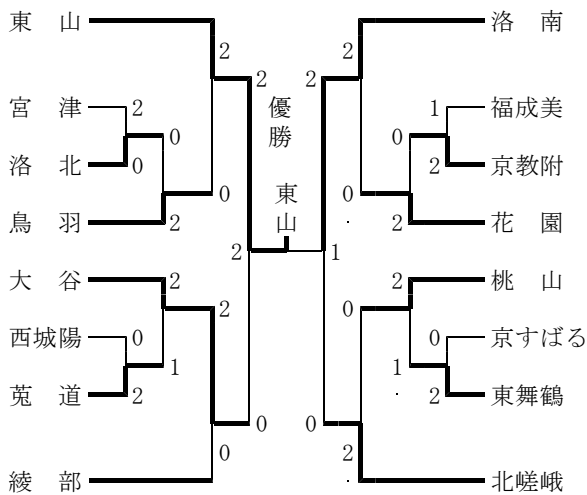 東 山
2
宮 津 2
0
洛 北 0
0
鳥 羽 2
大 谷 2
2
西城陽 0
1
莵 道 2
綾 部 0
2
2
0
優勝
東山
2
1
洛 南
2
福成美 1
0
京教附 2
0
花 園 2
桃 山 2
0
京すばる 0
1
東舞鶴 2
北嵯峨 2
0